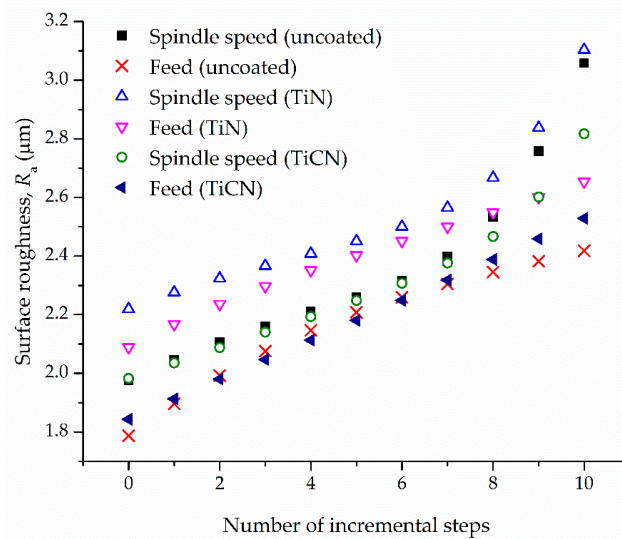 3.2
3.0
2.8
2.6
2.4
2.2
2.0
1.8
Surface roughness, Ra (μm)
Spindle speed (uncoated)
Feed (uncoated)
Spindle speed (TiN)
Feed (TiN)
Spindle speed (TiCN)
Feed (TiCN)
0 2 4 6 8 10
Number of incremental steps